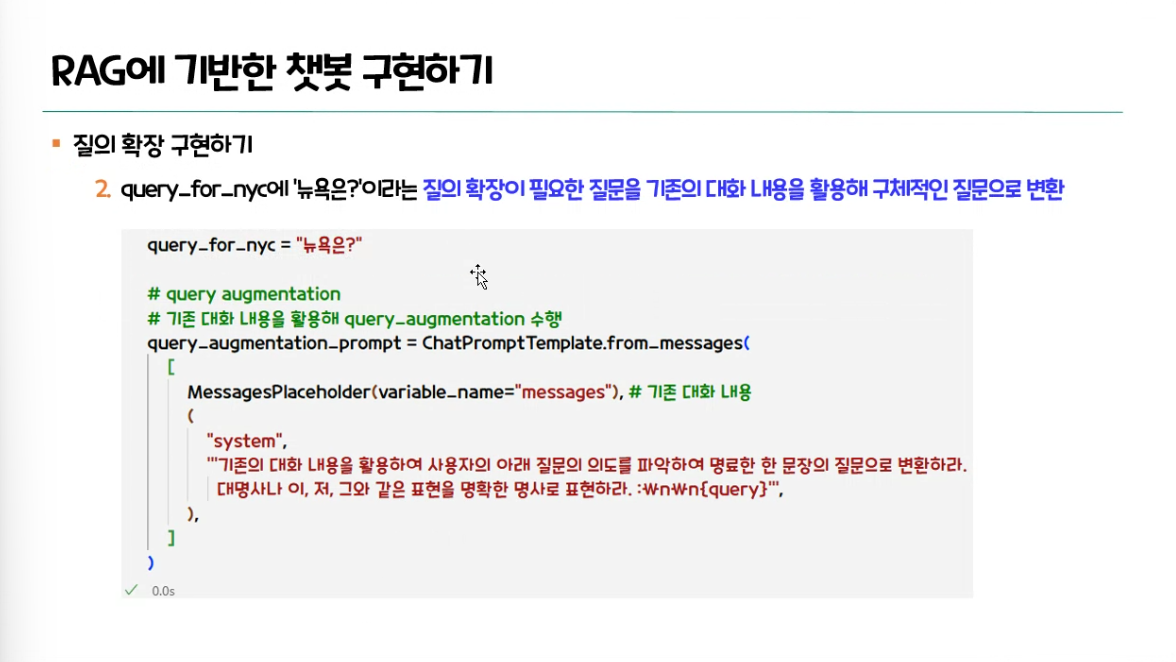 RAG에 기반한 챗봇 구현하기
질의 확장 구현하기
2. query_for_nyc에 '뉴욕은?'이라는 질의 확장이 필요한 질문을 기존의 대화 내용을 활용해 구체적인 질문으로 변환
query_for_nyc = "뉴욕은?"
# query augmentation
# 기존 대화 내용을 활용해 query_augmentation 수행
query_augmentation_prompt = ChatPromptTemplate.from_messages(
[
MessagesPlaceholder(variable_name="messages"), # 기존 대화 내용
(
"system",
'''기존의 대화 내용을 활용하여 사용자의 아래 질문의 의도를 파악하여 명료한 한 문장의 질문으로 변환하라.
대명사나 이, 저, 그와 같은 표현을 명확한 명사로 표현하라. :₩n₩n{query}''',
),
]
)
✓ 0.0s